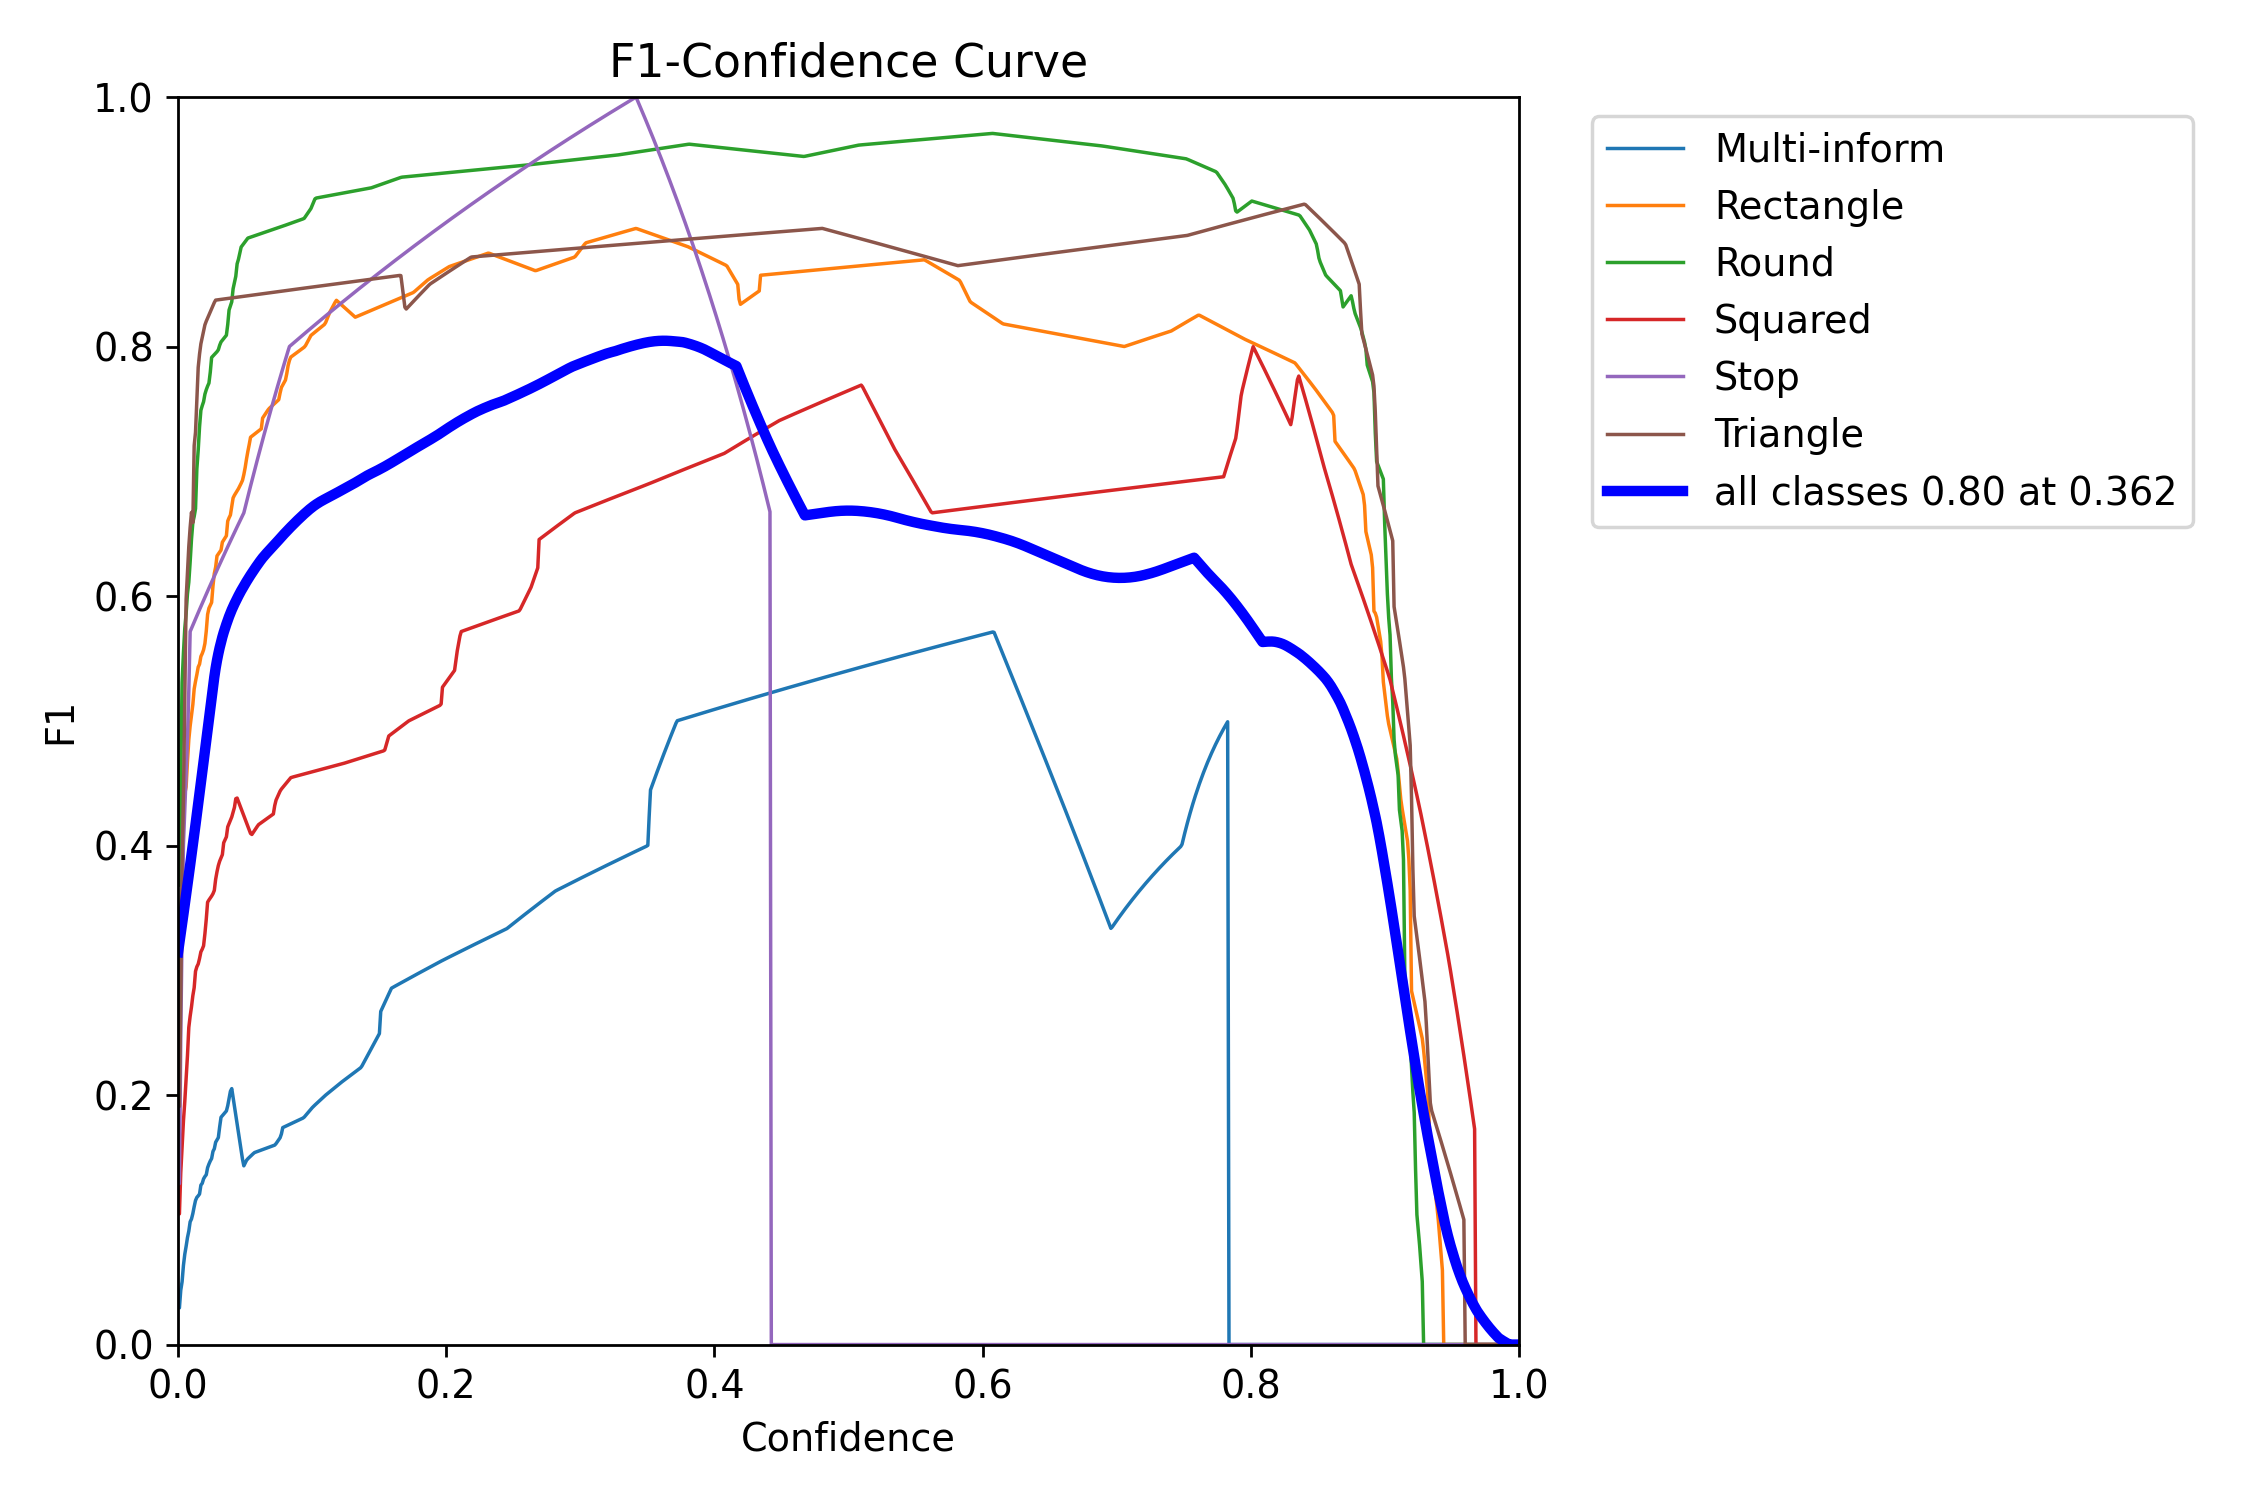 F1-Confidence Curve
1.0
0.8
0.6
0.4
0.2
0.0
F1
0.0 0.2 0.4 0.6 0.8 1.0
Confidence
Multi-inform
Rectangle
Round
Squared
Stop
Triangle
all classes 0.80 at 0.362